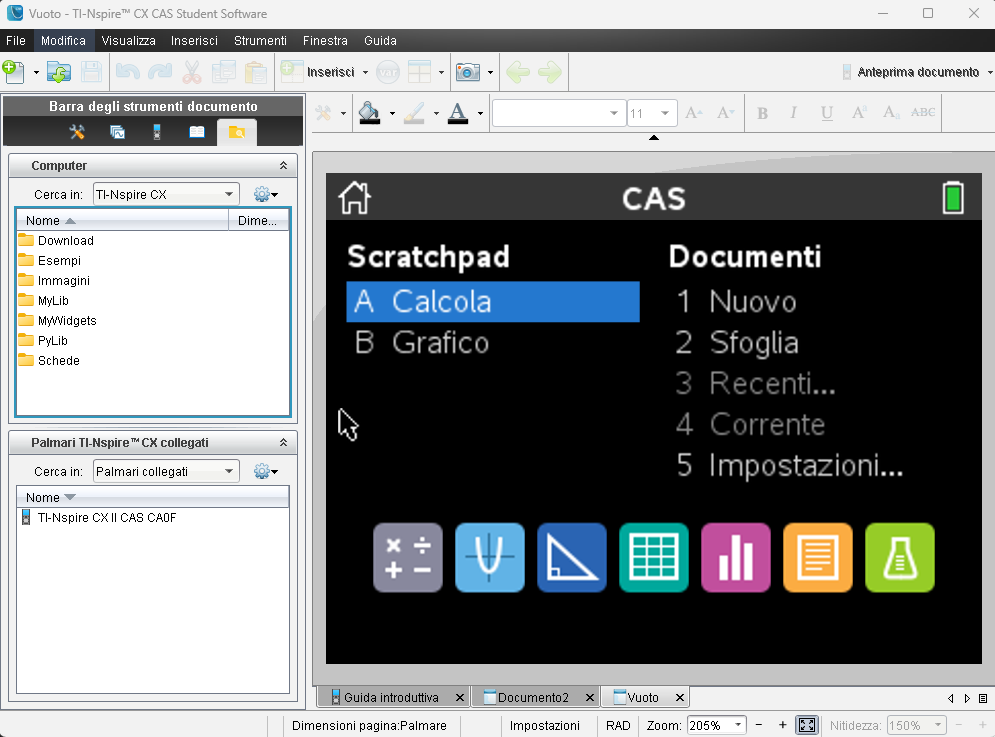 Vuoto - TI-Nspire™ CX CAS Student Software
File Modifica Visualizza Inserisci Strumenti Finestra Guida
Inserisci
Anteprima documento
Barra degli strumenti documento
11
B I U A ABC
Computer
Cerca in: TI-Nspire CX
Nome Dime...
Download
Esempi
Immagini
MyLib
MyWidgets
PyLib
Schede
Palmari TI-Nspire™ CX collegati
Cerca in: Palmari collegati
Nome
TI-Nspire CX II CAS CA0F
CAS
Scratchpad
A Calcola
B Grafico
Documenti
1 Nuovo
2 Sfoglia
3 Recenti...
4 Corrente
5 Impostazioni...
Guida introduttiva Documento2 Vuoto
Dimensioni pagina:Palmare Impostazioni RAD Zoom: 205% - + Nitidezza: 150% - +